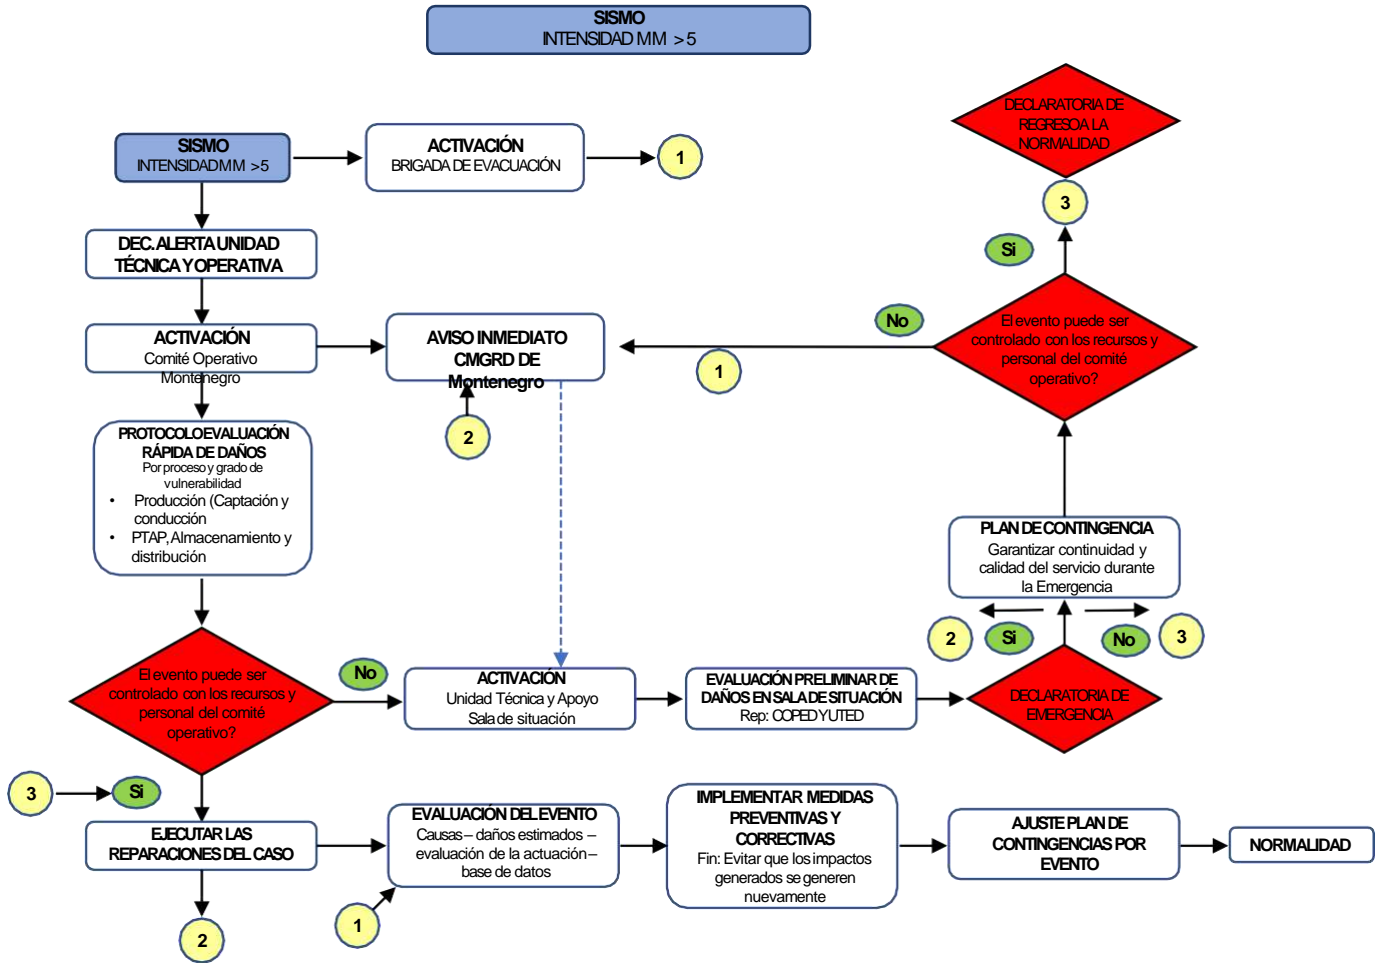 SISMO
INTENSIDAD MM > 5
SISMO
INTENSIDAD MM > 5
ACTIVACIÓN
BRIGADA DE EVACUACIÓN
1
DECLARATORIA DE
REGRESO A LA
NORMALIDAD
3
Si
DEC. ALERTA UNIDAD
TÉCNICA Y OPERATIVA
ACTIVACIÓN
Comité Operativo
Montenegro
AVISO INMEDIATO
CMGRD DE
Montenegro
2
No
1
El evento puede ser
controlado con los recursos y
personal del comité
operativo?
PROTOCOLO EVALUACIÓN
RÁPIDA DE DAÑOS
Por proceso y grado de
vulnerabilidad
• Producción (Captación y
conducción
• PTAP, Almacenamiento y
distribución
PLAN DE CONTINGENCIA
Garantizar continuidad y
calidad del servicio durante
la Emergencia
2
Si
No
3
El evento puede ser
controlado con los recursos y
personal del comité
operativo?
No
ACTIVACIÓN
Unidad Técnica y Apoyo
Sala de situación
EVALUACIÓN PRELIMINAR DE
DAÑOS EN SALA DE SITUACIÓN
Rep: COPED Y UTED
DECLARATORIA DE
EMERGENCIA
3
Si
EJECUTAR LAS
REPARACIONES DEL CASO
2
EVALUACIÓN DEL EVENTO
Causas – daños estimados –
evaluación de la actuación –
base de datos
1
IMPLEMENTAR MEDIDAS
PREVENTIVAS Y
CORRECTIVAS
Fin: Evitar que los impactos
generados se generen
nuevamente
AJUSTE PLAN DE
CONTINGENCIAS POR
EVENTO
NORMALIDAD